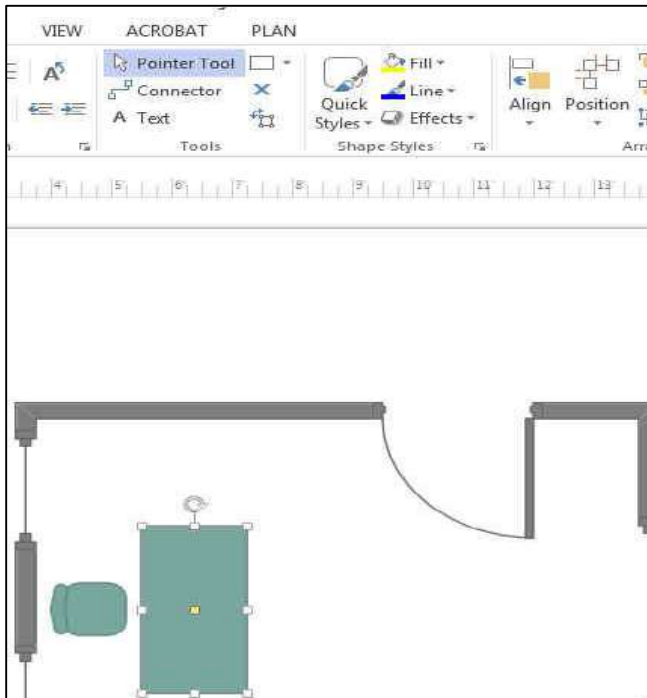 VIEW ACROBAT PLAN
A Pointer Tool Fill
Connector Line Align Position
A Text Quick Styles Effects
Tools Shape Styles Arr
4 5 6 7 8 9 10 11 12 13